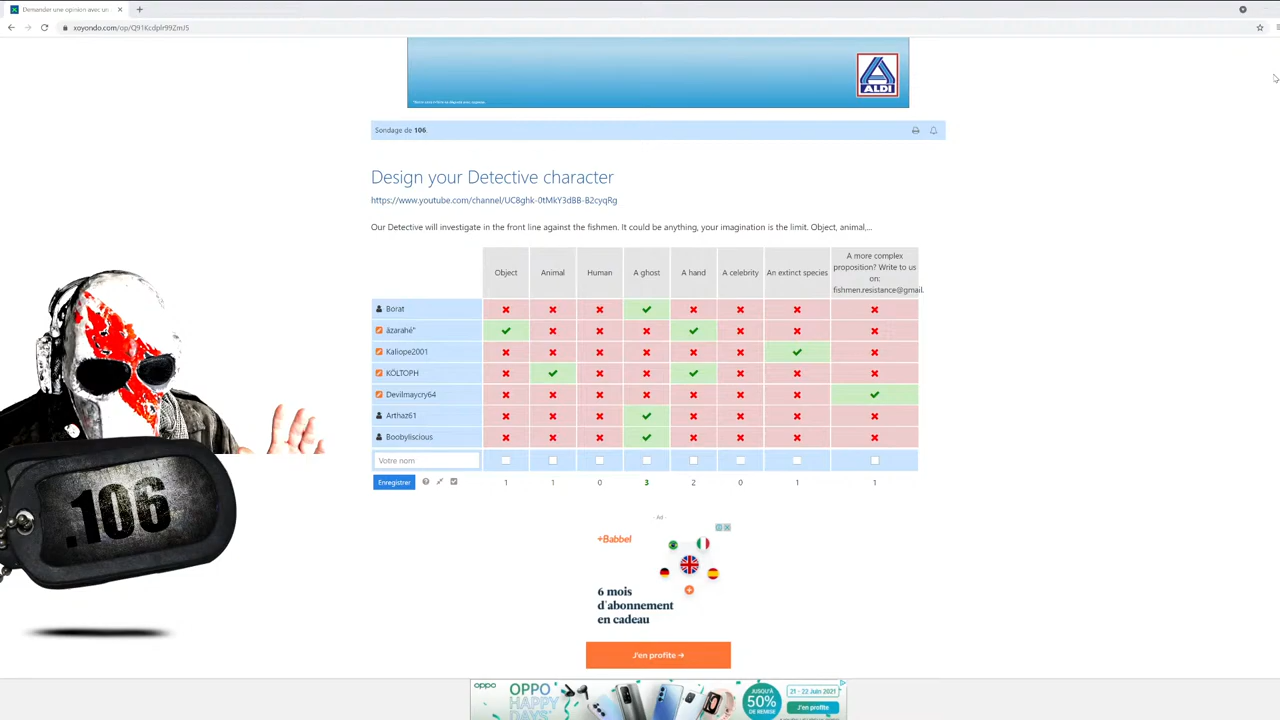 Demander une opinion avec un
xoyondo.com/op/Q91Kcdplr99ZmJ5
ALDI
Sondage de 106.
Design your Detective character
https://www.youtube.com/channel/UC8ghk-0tMkY3dBB-B2cyqRg
Our Detective will investigate in the front line against the fishmen. It could be anything, your imagination is the limit. Object, animal,...
Object Animal Human A ghost A hand A celebrity An extinct species
A more complex
proposition? Write to us
on:
fishmen.resistance@gmail.
Borat
âzarahé"
Kaliope2001
KÖLTOPH
Devilmaycry64
Arthaz61
Boobyliscious
Votre nom
Enregistrer 1 1 0 3 2 0 1 1
.106
- Ad -
+Babbel
6 mois
d'abonnement
en cadeau
J'en profite →
oppo
OPPO
HAPPY
DAYS
JUSQU'À
50%
DE REMISE
21 - 22 Juin 2021
J'en profite